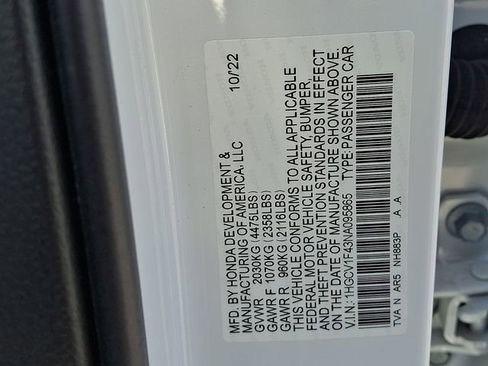 MFD. BY HONDA DEVELOPMENT & 10/22
MANUFACTURING OF AMERICA, LLC
GVWR 2030KG (4475LBS)
GAWR F 1070KG (2358LBS)
GAWR R 960KG (2116LBS)
THIS VEHICLE CONFORMS TO ALL APPLICABLE
FEDERAL MOTOR VEHICLE SAFETY, BUMPER,
AND THEFT PREVENTION STANDARDS IN EFFECT
ON THE DATE OF MANUFACTURE SHOWN ABOVE.
V.I.N.: 1HGCV1F43NA095865 TYPE: PASSENGER CAR
TVA N AR5 NH883P A A